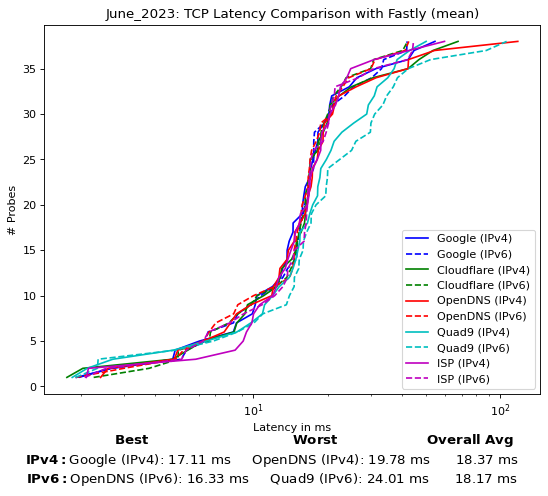 June_2023: TCP Latency Comparison with Fastly (mean)
# Probes
35
30
25
20
15
10
5
0
Google (IPv4)
Google (IPv6)
Cloudflare (IPv4)
Cloudflare (IPv6)
OpenDNS (IPv4)
OpenDNS (IPv6)
Quad9 (IPv4)
Quad9 (IPv6)
ISP (IPv4)
ISP (IPv6)
10¹ 10²
Latency in ms
Best Worst Overall Avg
IPv4: Google (IPv4): 17.11 ms OpenDNS (IPv4): 19.78 ms 18.37 ms
IPv6: OpenDNS (IPv6): 16.33 ms Quad9 (IPv6): 24.01 ms 18.17 ms